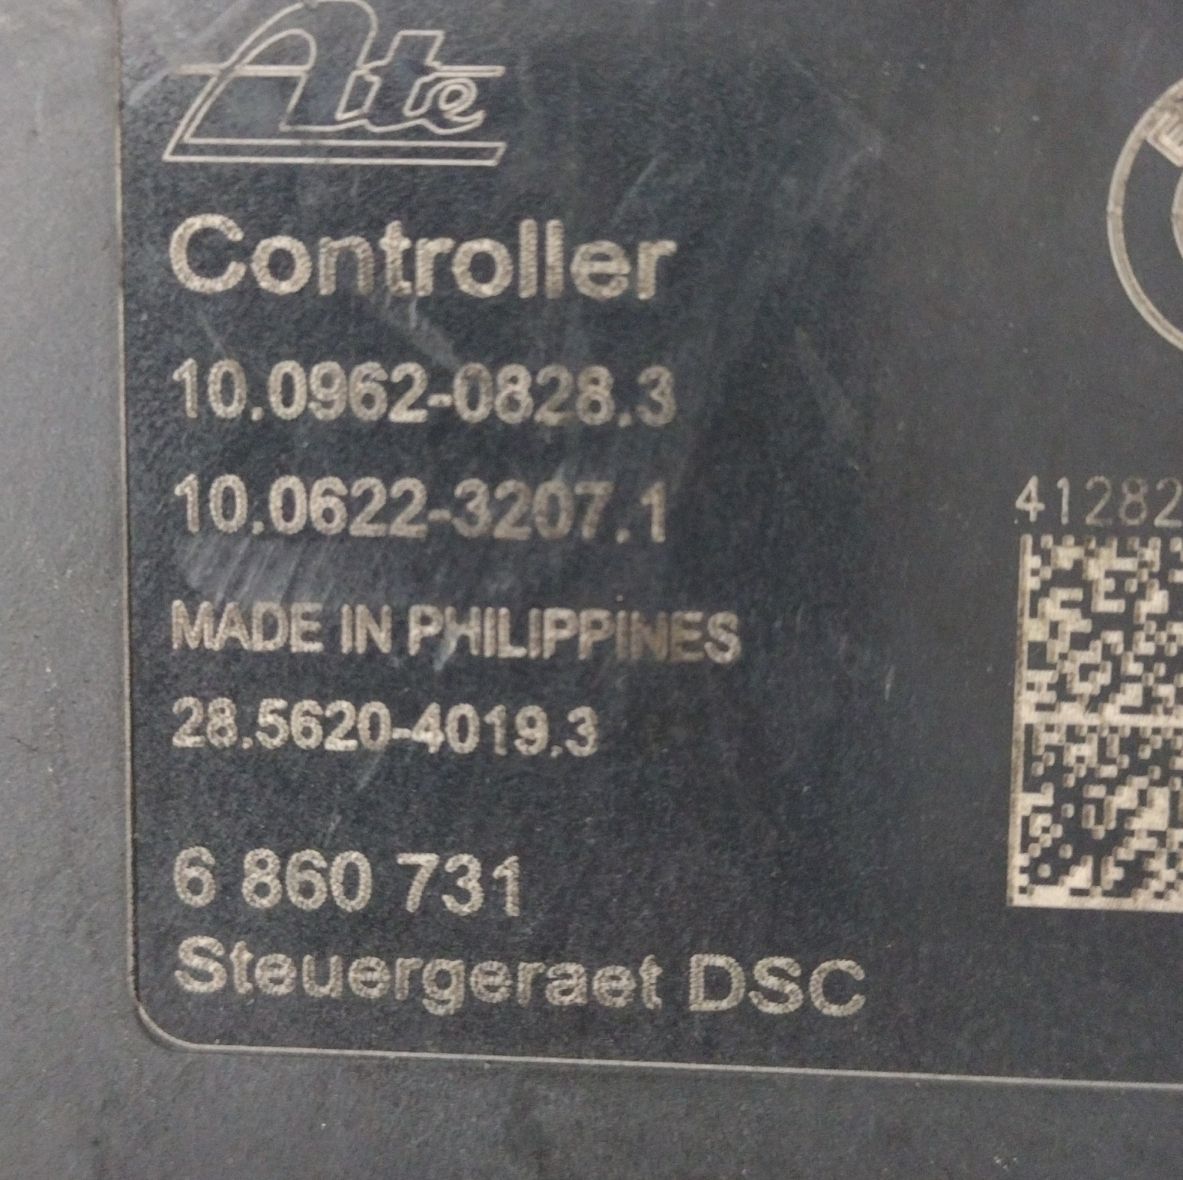 Ate
Controller
10.0962-0828.3
10.0622-3207.1
MADE IN PHILIPPINES
28.5620-4019.3
6 860 731
Steuergeraet DSC
41282